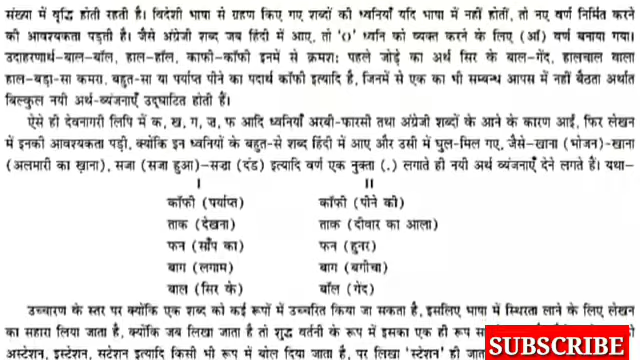 संख्या में वृद्धि होती रहती है। विदेशी भाषा से ग्रहण किए गए शब्दों की ध्वनियाँ यदि भाषा में नहीं होतीं, तो नए वर्ण निर्मित करने
की आवश्यकता पड़ती है। जैसे अंग्रेजी शब्द जब हिंदी में आए, तो 'O' ध्वनि को व्यक्त करने के लिए (ऑ) वर्ण बनाया गया।
उदाहरणार्थ–बाल–बॉल, हाल–हॉल, काफी–कॉफी इनमें से क्रमशः पहले जोड़े का अर्थ सिर के बाल–गेंद, हालचाल वाला
हाल–बड़ा–सा कमरा, बहुत–सा या पर्याप्त पीने का पदार्थ कॉफी इत्यादि है, जिनमें से एक का भी सम्बन्ध आपस में नहीं बैठता अर्थात
बिल्कुल नयी अर्थ–व्यंजनाएँ उद्घाटित होती हैं।
ऐसे ही देवनागरी लिपि में क, ख, ग, ज़, फ आदि ध्वनियाँ अरबी–फारसी तथा अंग्रेजी शब्दों के आने के कारण आईं, फिर लेखन
में इनकी आवश्यकता पड़ी, क्योंकि इन ध्वनियों के बहुत–से शब्द हिंदी में आए और उसी में घुल–मिल गए, जैसे–खाना (भोजन)–खाना
(अलमारी का ख़ाना), सजा (सजा हुआ)–सज़ा (दंड) इत्यादि वर्ण एक नुक्ता (.) लगाते ही नयी अर्थ व्यंजनाएँ देने लगते हैं। यथा–
I II
कॉफी (पर्याप्त) कॉफी (पीने की)
ताक (देखना) ताक (दीवार का आला)
फन (साँप का) फन (हुनर)
बाग (लगाम) बाग (बगीचा)
बाल (सिर के) बॉल (गेंद)
उच्चारण के स्तर पर क्योंकि एक शब्द को कई रूपों में उच्चरित किया जा सकता है, इसलिए भाषा में स्थिरता लाने के लिए लेखन
का सहारा लिया जाता है, क्योंकि जब लिखा जाता है तो शुद्ध वर्तनी के रूप में इसका एक ही रूप
अस्टेशन, इस्टेशन, सटेशन इत्यादि किसी भी रूप में बोल दिया जाता है, पर लिखा 'स्टेशन' ही
SUBSCRIBE